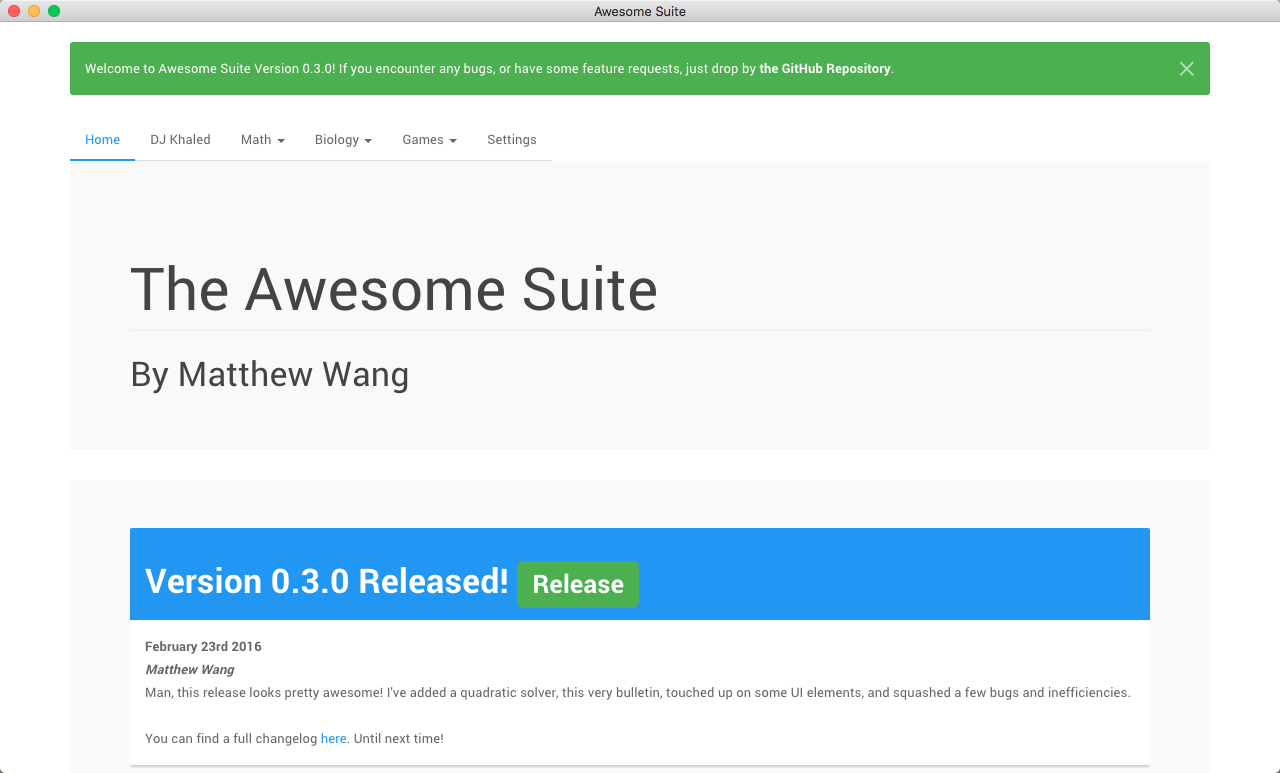 Awesome Suite
Welcome to Awesome Suite Version 0.3.0! If you encounter any bugs, or have some feature requests, just drop by the GitHub Repository.
Home DJ Khaled Math Biology Games Settings
The Awesome Suite
By Matthew Wang
Version 0.3.0 Released! Release
February 23rd 2016
Matthew Wang
Man, this release looks pretty awesome! I've added a quadratic solver, this very bulletin, touched up on some UI elements, and squashed a few bugs and inefficiencies.
You can find a full changelog here. Until next time!